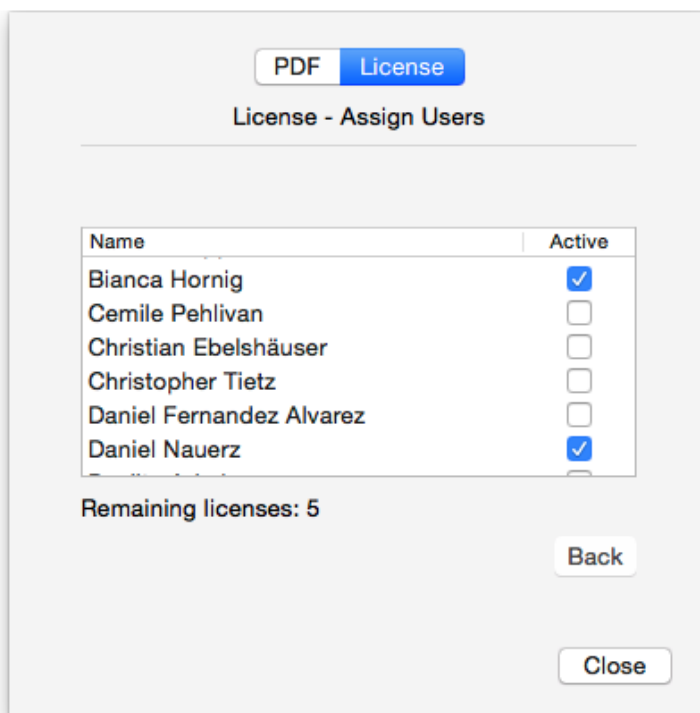 PDF License
License - Assign Users
Name Active
Bianca Hornig
Cemile Pehlivan
Christian Ebelshäuser
Christopher Tietz
Daniel Fernandez Alvarez
Daniel Nauerz
Remaining licenses: 5
Back
Close